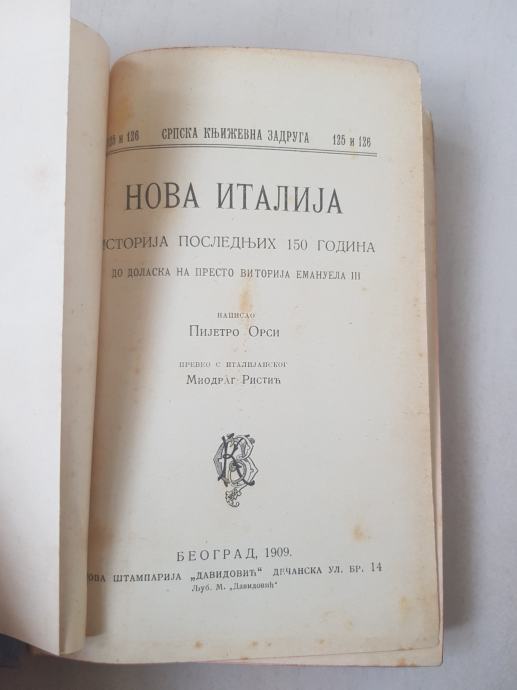 125 и 126 СРПСКА КЊИЖЕВНА ЗАДРУГА 125 и 126
НОВА ИТАЛИЈА
ИСТОРИЈА ПОСЛЕДЊИХ 150 ГОДИНА
ДО ДОЛАСКА НА ПРЕСТО ВИТОРИЈА ЕМАНУЕЛА III
НАПИСАО
ПИЈЕТРО ОРСИ
ПРЕВЕО С ИТАЛИЈАНСКОГ
МИОДРАГ РИСТИЋ
БЕОГРАД, 1909.
НОВА ШТАМПАРИЈА „ДАВИДОВИЋ“ ДЕЧАНСКА УЛ. БР. 14
Љуб. М. „Давидовић“